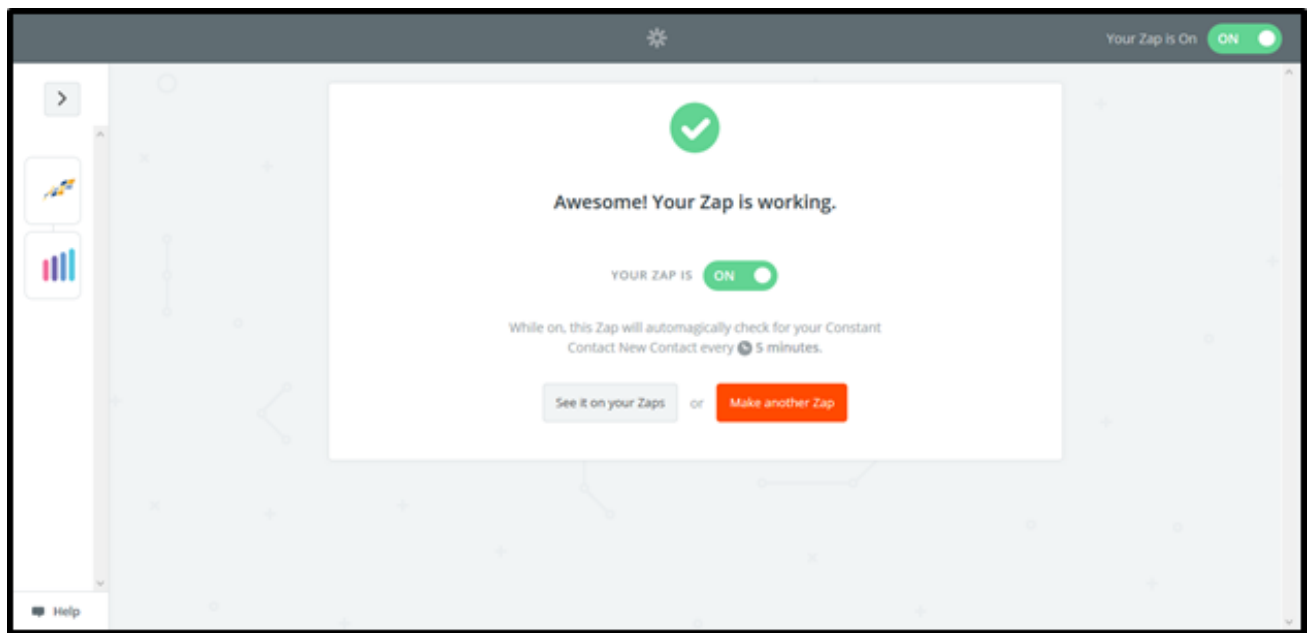 Your Zap is On ON
Awesome! Your Zap is working.
YOUR ZAP IS ON
While on, this Zap will automagically check for your Constant
Contact New Contact every 5 minutes.
See it on your Zaps or Make another Zap
Help